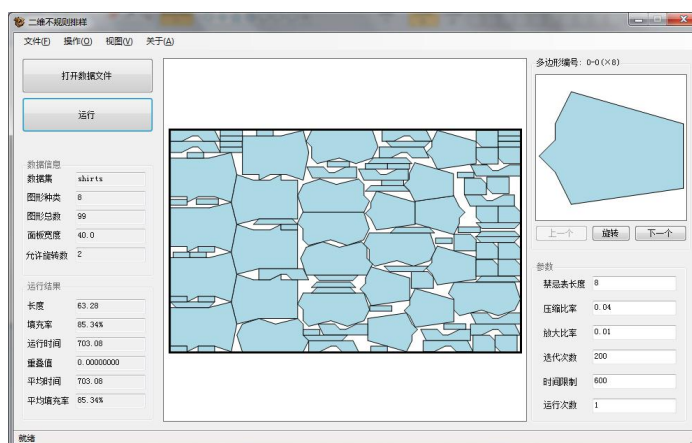 二维不规则排样
文件(F) 操作(O) 视图(V) 关于(A)
打开数据文件
运行
数据信息
数据集 shirts
图形种类 8
图形总数 99
面板宽度 40.0
允许旋转数 2
运行结果
长度 63.28
填充率 85.34%
运行时间 703.08
重叠值 0.00000000
平均时间 703.08
平均填充率 85.34%
多边形编号: 0-0(×8)
上一个 旋转 下一个
参数
禁忌表长度 8
压缩比率 0.04
放大比率 0.01
迭代次数 200
时间限制 600
运行次数 1
就绪